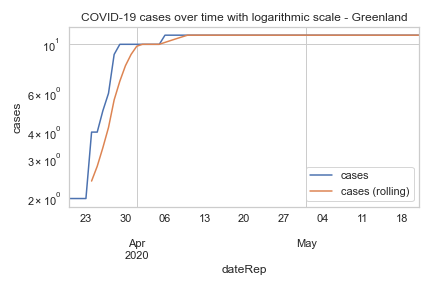 COVID-19 cases over time with logarithmic scale - Greenland
10¹
6 × 10⁰
4 × 10⁰
3 × 10⁰
2 × 10⁰
cases
cases
cases (rolling)
23 30 06 13 20 27 04 11 18
Apr May
2020
dateRep